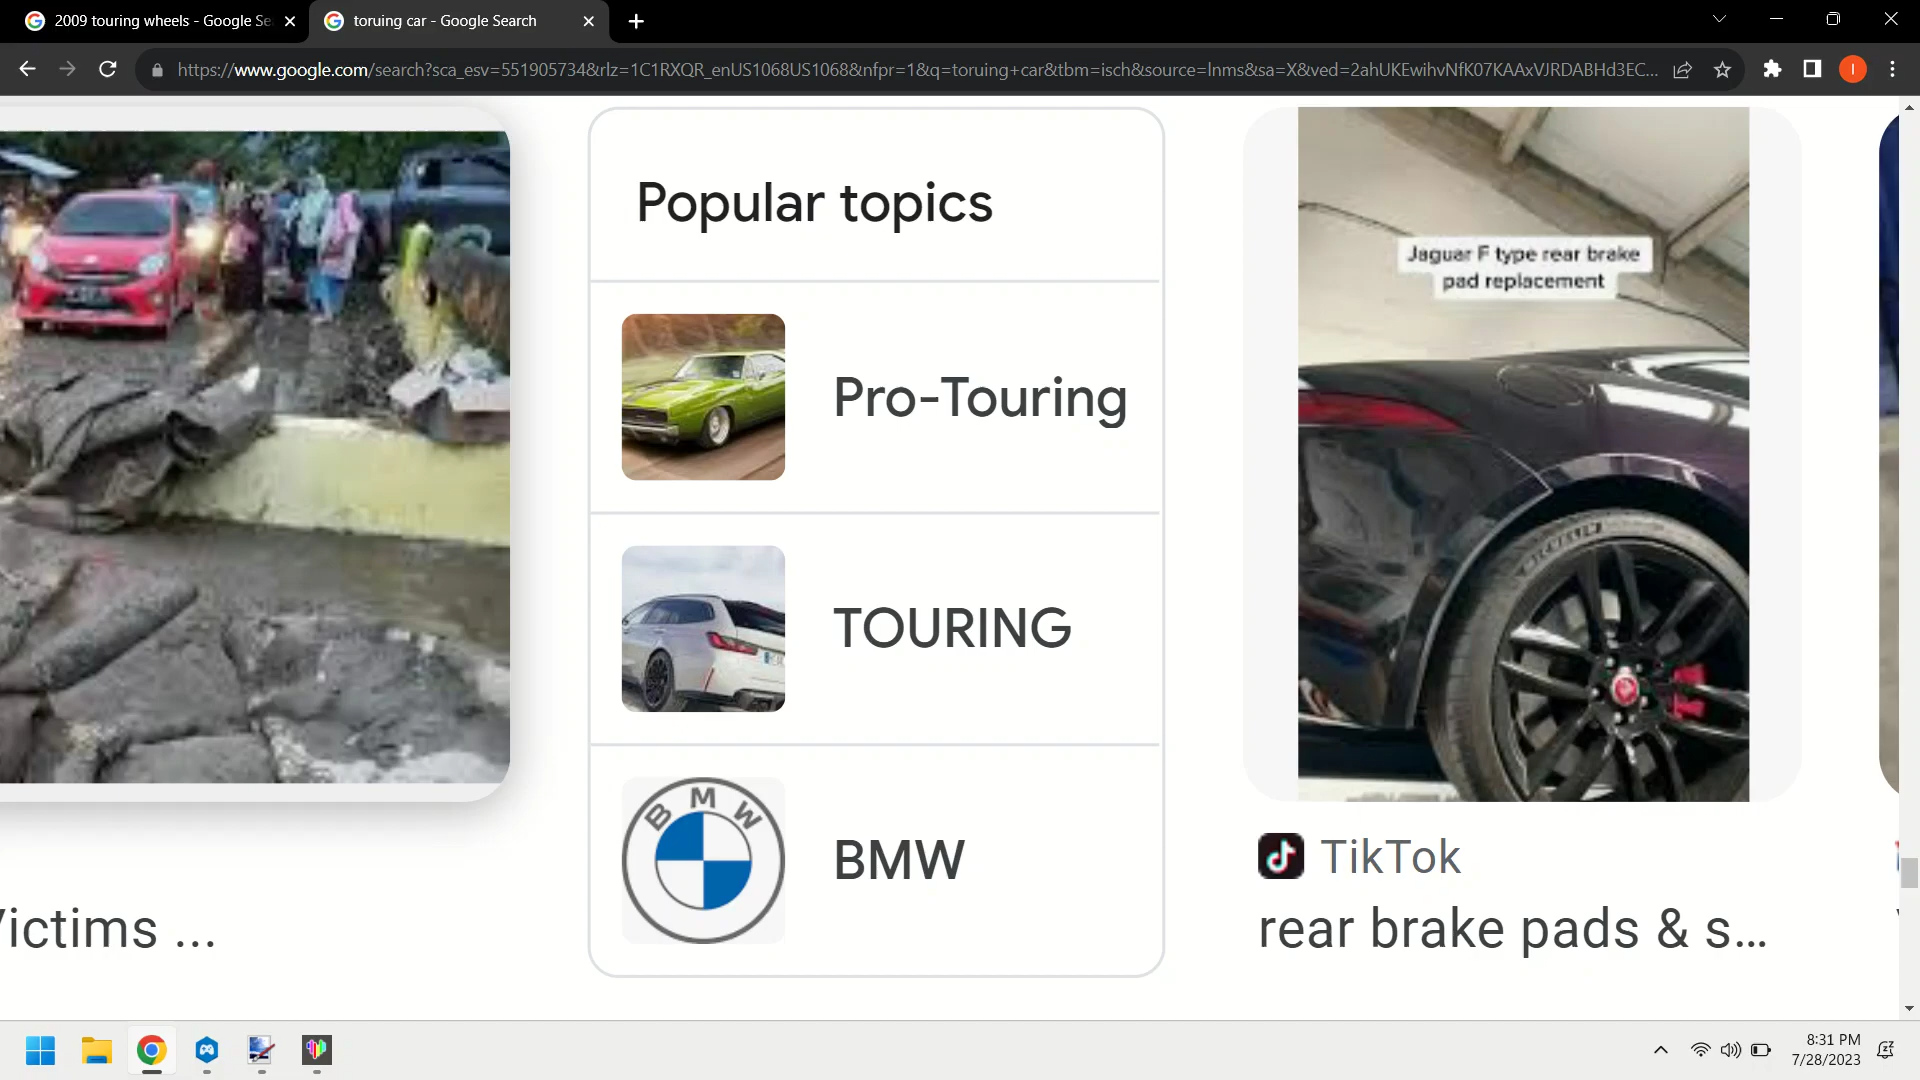 2009 touring wheels - Google Se
toruing car - Google Search
https://www.google.com/search?sca_esv=551905734&rlz=1C1RXQR_enUS1068US1068&nfpr=1&q=toruing+car&tbm=isch&source=lnms&sa=X&ved=2ahUKEwihvNfK07KAAxVJRDABHd3EC...
I
Popular topics
Pro-Touring
TOURING
BMW
BMW
Jaguar F type rear brake
pad replacement
TikTok
rear brake pads & s...
Victims ...
8:31 PM
7/28/2023